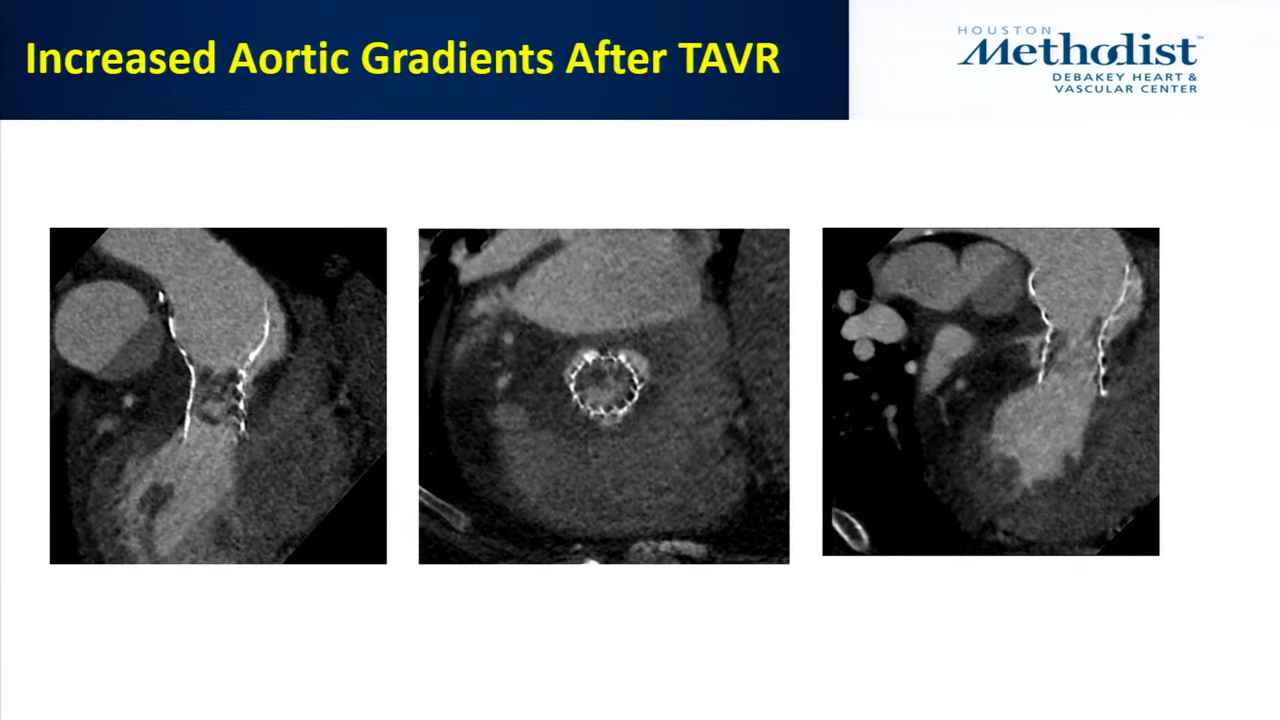 Increased Aortic Gradients After TAVR
HOUSTON
Methodist
DEBAKEY HEART &
VASCULAR CENTER